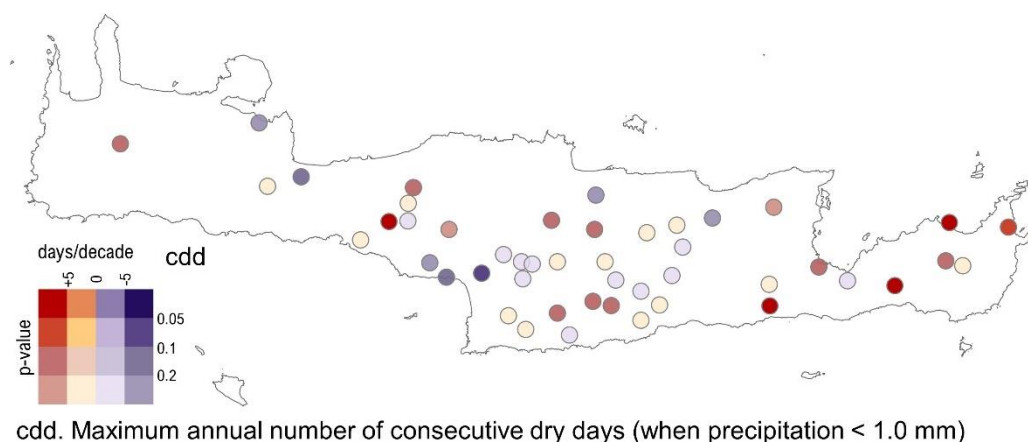 days/decade cdd
+5 0 -5
p-value
0.05
0.1
0.2
cdd. Maximum annual number of consecutive dry days (when precipitation < 1.0 mm)